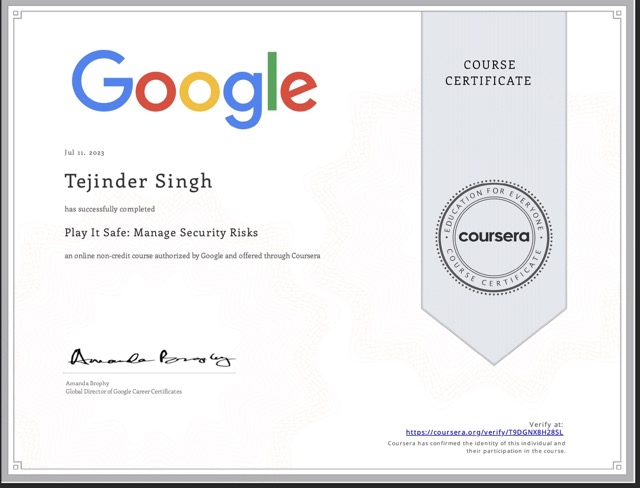 Google
COURSE
CERTIFICATE
Jul 11, 2023
Tejinder Singh
has successfully completed
Play It Safe: Manage Security Risks
an online non-credit course authorized by Google and offered through Coursera
EDUCATION FOR EVERYONE
coursera
COURSE CERTIFICATE
Amanda Brophy
Amanda Brophy
Global Director of Google Career Certificates
Verify at:
https://coursera.org/verify/T9DGNX8H28SL
Coursera has confirmed the identity of this individual and
their participation in the course.